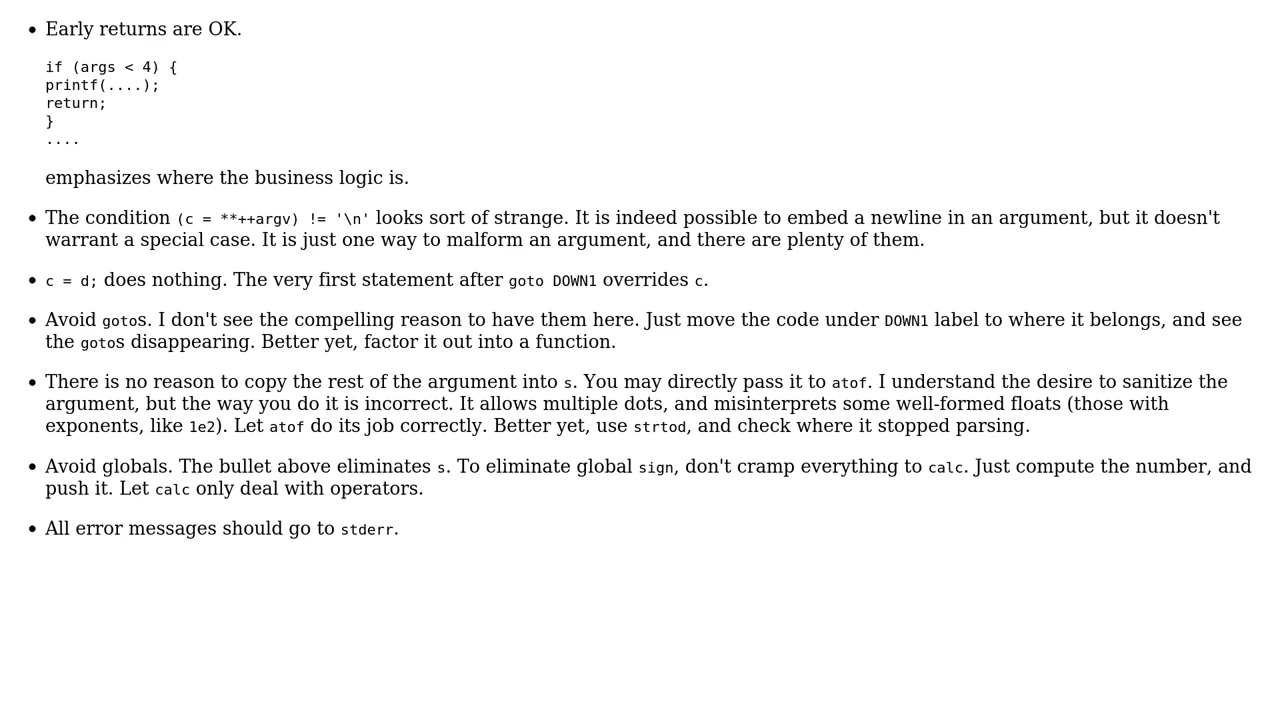 • Early returns are OK.
if (args < 4) {
printf(....);
return;
}
....
emphasizes where the business logic is.
• The condition (c = **++argv) != '\n' looks sort of strange. It is indeed possible to embed a newline in an argument, but it doesn't
warrant a special case. It is just one way to malform an argument, and there are plenty of them.
• c = d; does nothing. The very first statement after goto DOWN1 overrides c.
• Avoid gotos. I don't see the compelling reason to have them here. Just move the code under DOWN1 label to where it belongs, and see
the gotos disappearing. Better yet, factor it out into a function.
• There is no reason to copy the rest of the argument into s. You may directly pass it to atof. I understand the desire to sanitize the
argument, but the way you do it is incorrect. It allows multiple dots, and misinterprets some well-formed floats (those with
exponents, like 1e2). Let atof do its job correctly. Better yet, use strtod, and check where it stopped parsing.
• Avoid globals. The bullet above eliminates s. To eliminate global sign, don't cramp everything to calc. Just compute the number, and
push it. Let calc only deal with operators.
• All error messages should go to stderr.